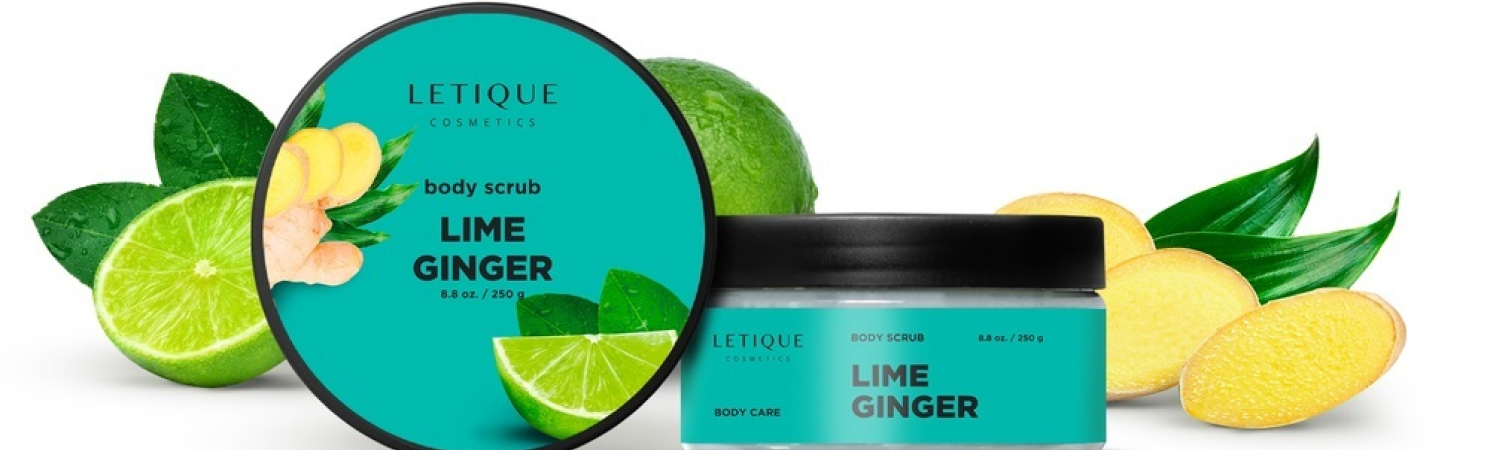 LETIQUE
COSMETICS
body scrub
LIME
GINGER
8.8 oz. / 250 g
LETIQUE
COSMETICS
BODY SCRUB
8.8 oz. / 250 g
LIME
GINGER
BODY CARE